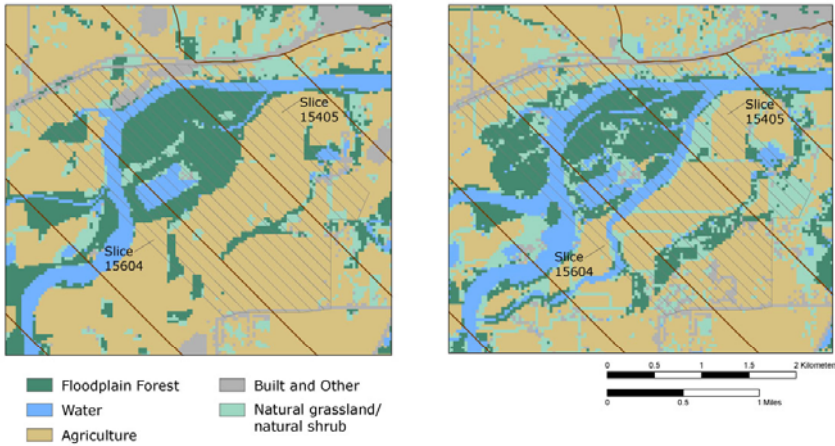 Slice
15405
Slice
15604
Slice
15405
Slice
15604
Floodplain Forest
Water
Agriculture
Built and Other
Natural grassland/
natural shrub
0 0.5 1 1.5 2 Kilometer
0 0.5 1 Miles